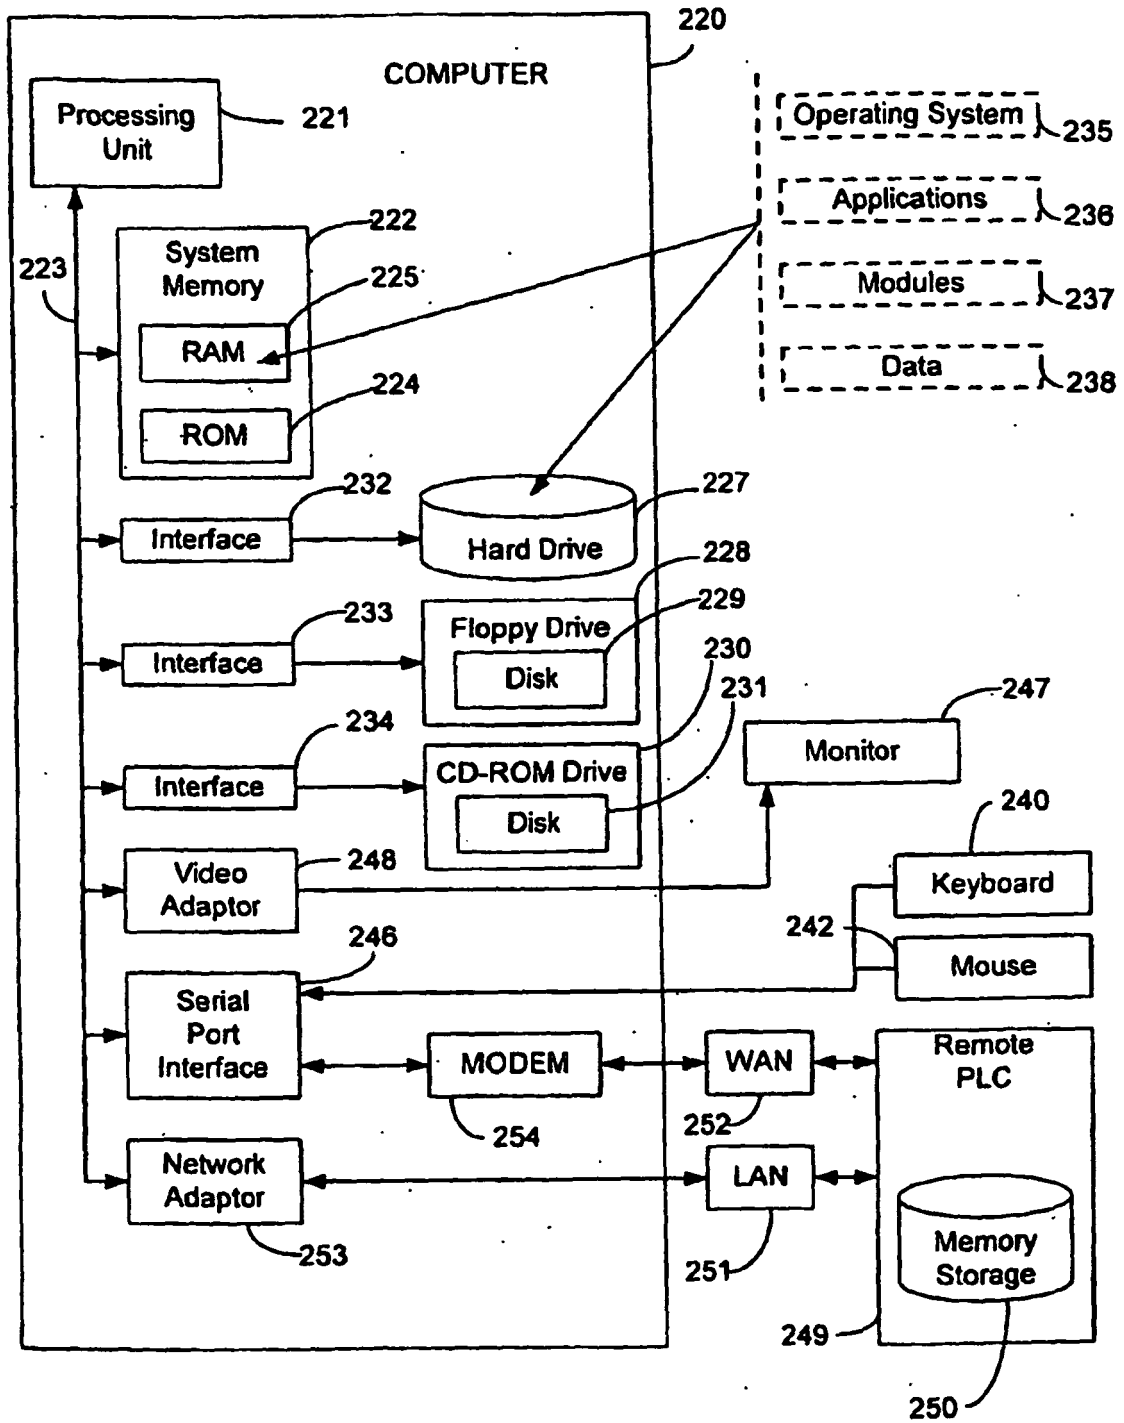 220
COMPUTER
Processing
Unit
221
Operating System
235
Applications
236
Modules
237
Data
238
222
System
Memory
223
225
RAM
224
ROM
232
Interface
227
Hard Drive
228
229
233
Interface
Floppy Drive
Disk
230
231
234
Interface
CD-ROM Drive
Disk
247
Monitor
240
Keyboard
248
Video
Adaptor
242
Mouse
246
Serial
Port
Interface
MODEM
254
WAN
252
Remote
PLC
Network
Adaptor
253
LAN
251
Memory
Storage
249
250